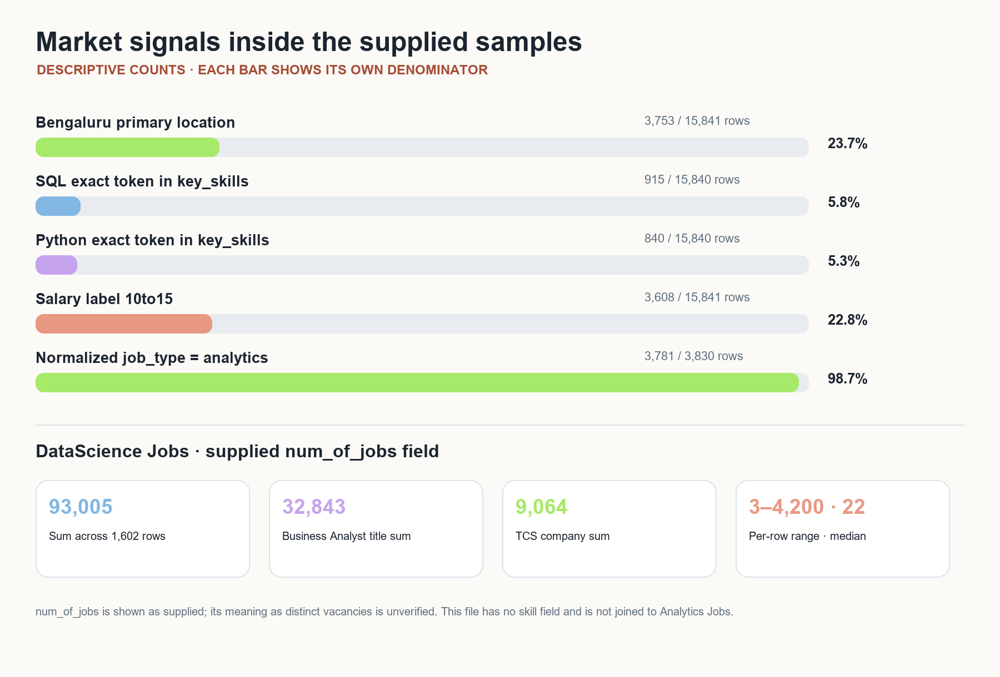 Market signals inside the supplied samples
DESCRIPTIVE COUNTS · EACH BAR SHOWS ITS OWN DENOMINATOR
Bengaluru primary location
3,753 / 15,841 rows
23.7%
SQL exact token in key_skills
915 / 15,840 rows
5.8%
Python exact token in key_skills
840 / 15,840 rows
5.3%
Salary label 10to15
3,608 / 15,841 rows
22.8%
Normalized job_type = analytics
3,781 / 3,830 rows
98.7%
DataScience Jobs · supplied num_of_jobs field
93,005
Sum across 1,602 rows
32,843
Business Analyst title sum
9,064
TCS company sum
3–4,200 · 22
Per-row range · median
num_of_jobs is shown as supplied; its meaning as distinct vacancies is unverified. This file has no skill field and is not joined to Analytics Jobs.